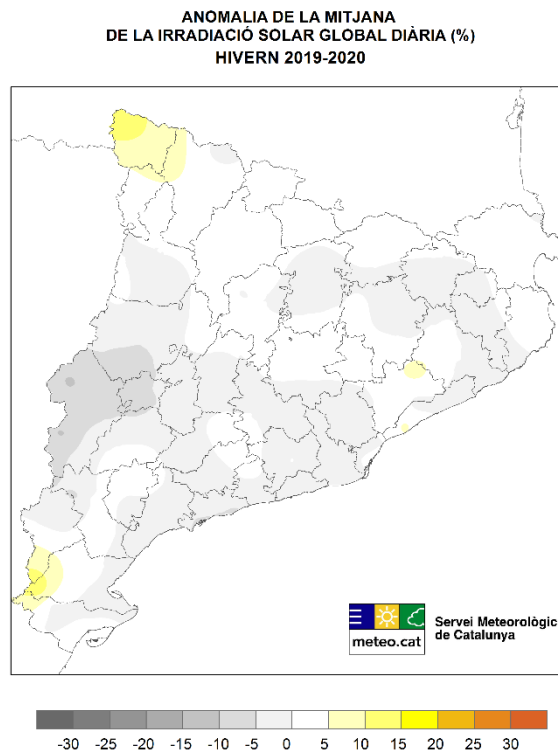 ANOMALIA DE LA MITJANA
DE LA IRRADIACIÓ SOLAR GLOBAL DIÀRIA (%)
HIVERN 2019-2020
meteo.cat
Servei Meteorològic
de Catalunya
-30 -25 -15 -10 -5 0 5 10 15 20 25 30